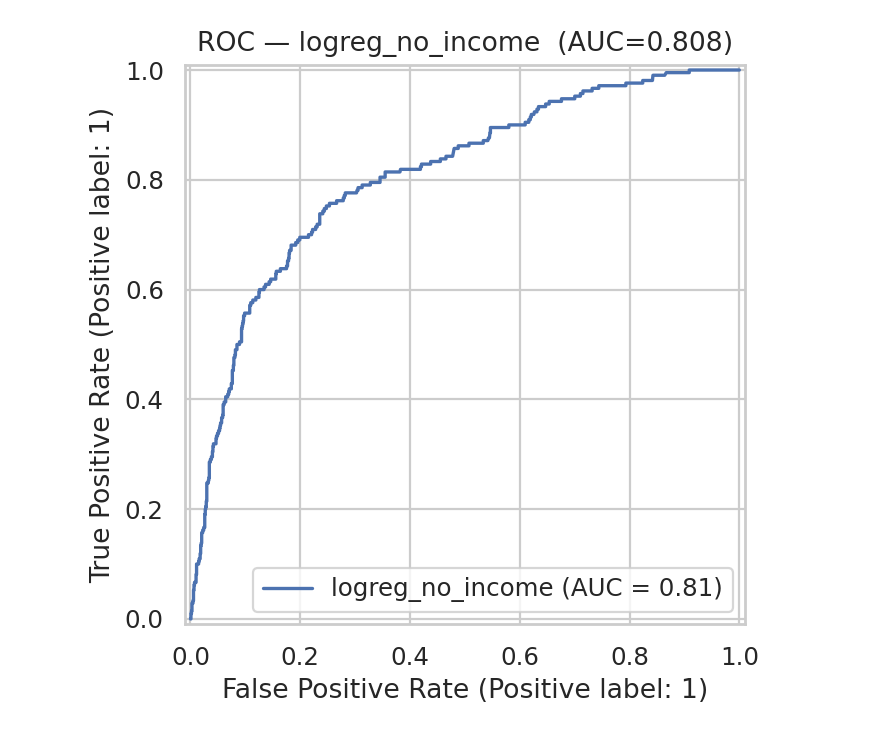 ROC — logreg_no_income  (AUC=0.808)
True Positive Rate (Positive label: 1)
1.0
0.8
0.6
0.4
0.2
0.0
logreg_no_income (AUC = 0.81)
0.0 0.2 0.4 0.6 0.8 1.0
False Positive Rate (Positive label: 1)